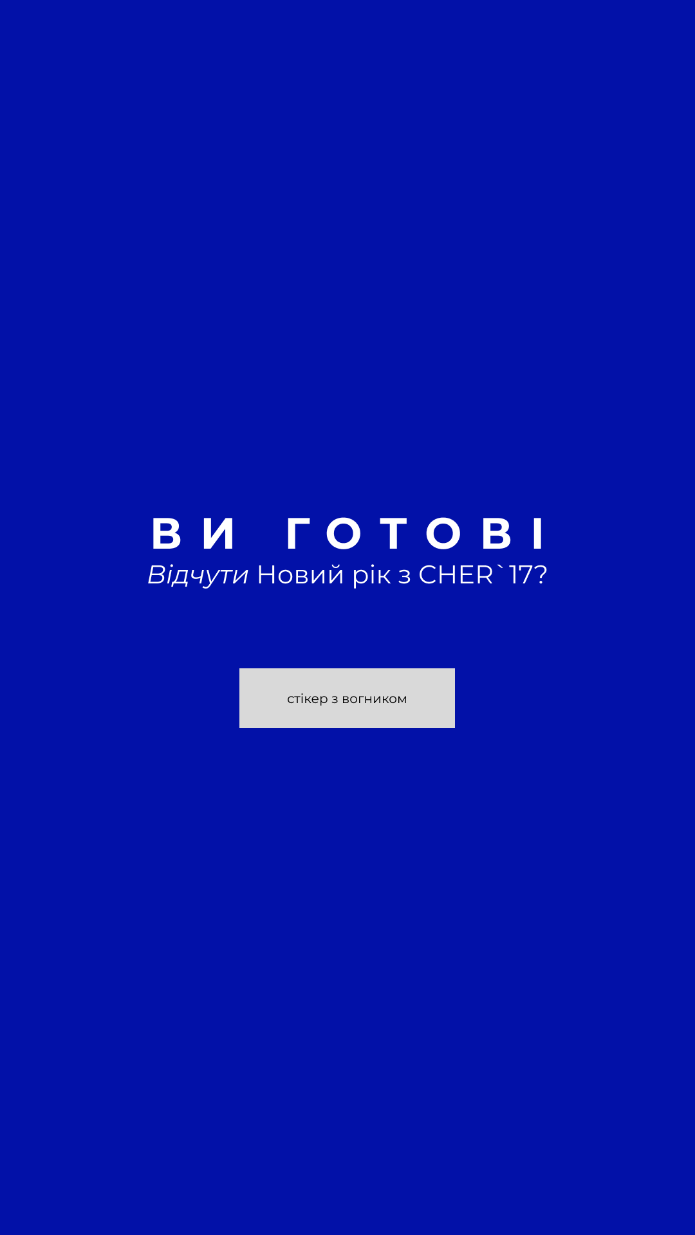 ВИ ГОТОВІ
Відчути Новий рік з CHER`17?
стікер з вогником